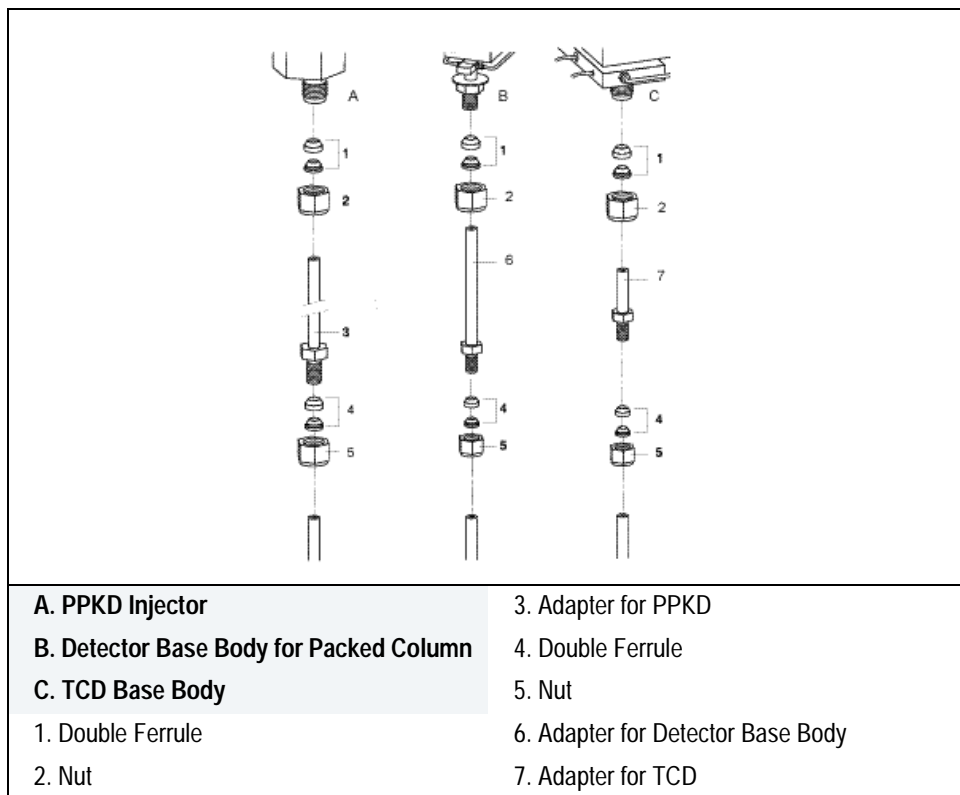 A
B
C
1
1
1
2
2
2
6
7
3
4
4
4
5
5
5
A. PPKD Injector
B. Detector Base Body for Packed Column
C. TCD Base Body
1. Double Ferrule
2. Nut
3. Adapter for PPKD
4. Double Ferrule
5. Nut
6. Adapter for Detector Base Body
7. Adapter for TCD